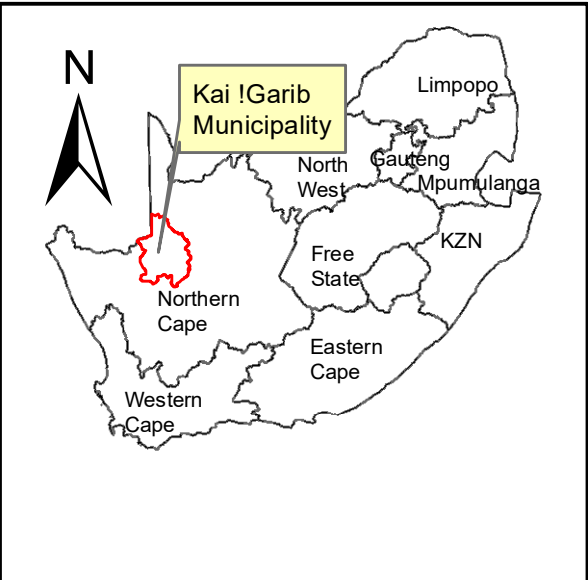 N
Kai !Garib
Municipality
Limpopo
North
West
Gauteng
Mpumulanga
Free
State
KZN
Northern
Cape
Eastern
Cape
Western
Cape